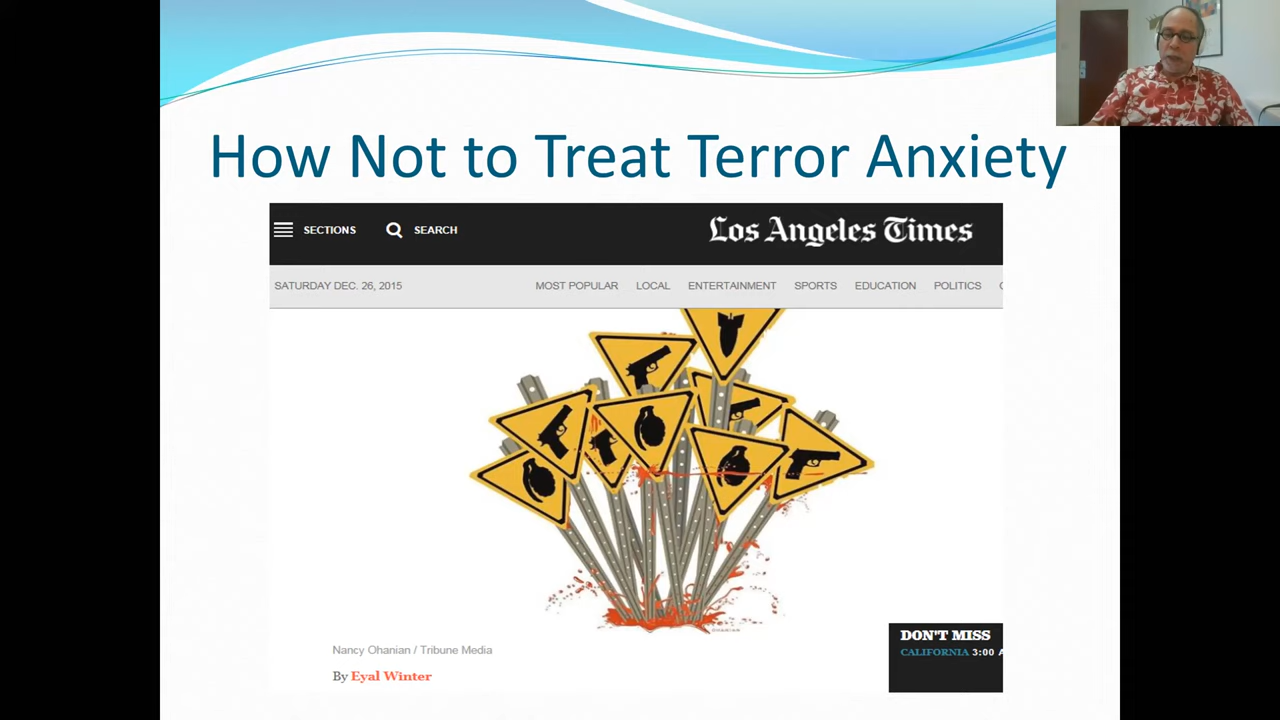 How Not to Treat Terror Anxiety
SECTIONS SEARCH Los Angeles Times
SATURDAY DEC. 26, 2015 MOST POPULAR LOCAL ENTERTAINMENT SPORTS EDUCATION POLITICS
OHANIAN
Nancy Ohanian / Tribune Media
By Eyal Winter
DON'T MISS
CALIFORNIA 3:00 A